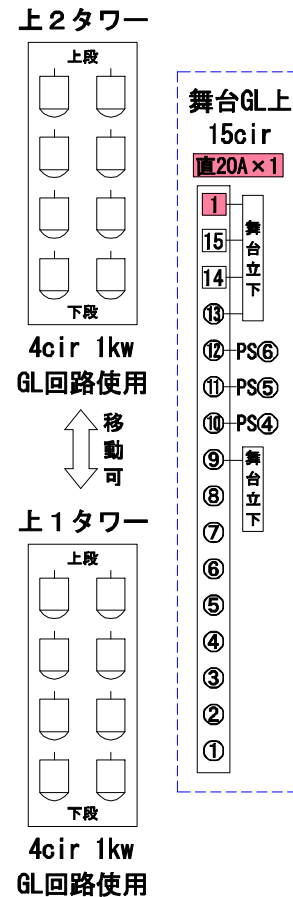 上２タワー
上段
下段
4cir 1kw
GL回路使用
移動可
上１タワー
上段
下段
4cir 1kw
GL回路使用
舞台GL上
15cir
直20A×1
1
15
14
⑬
舞台立下
⑫-PS⑥
⑪-PS⑤
⑩-PS④
⑨
舞台立下
⑧
⑦
⑥
⑤
④
③
②
①